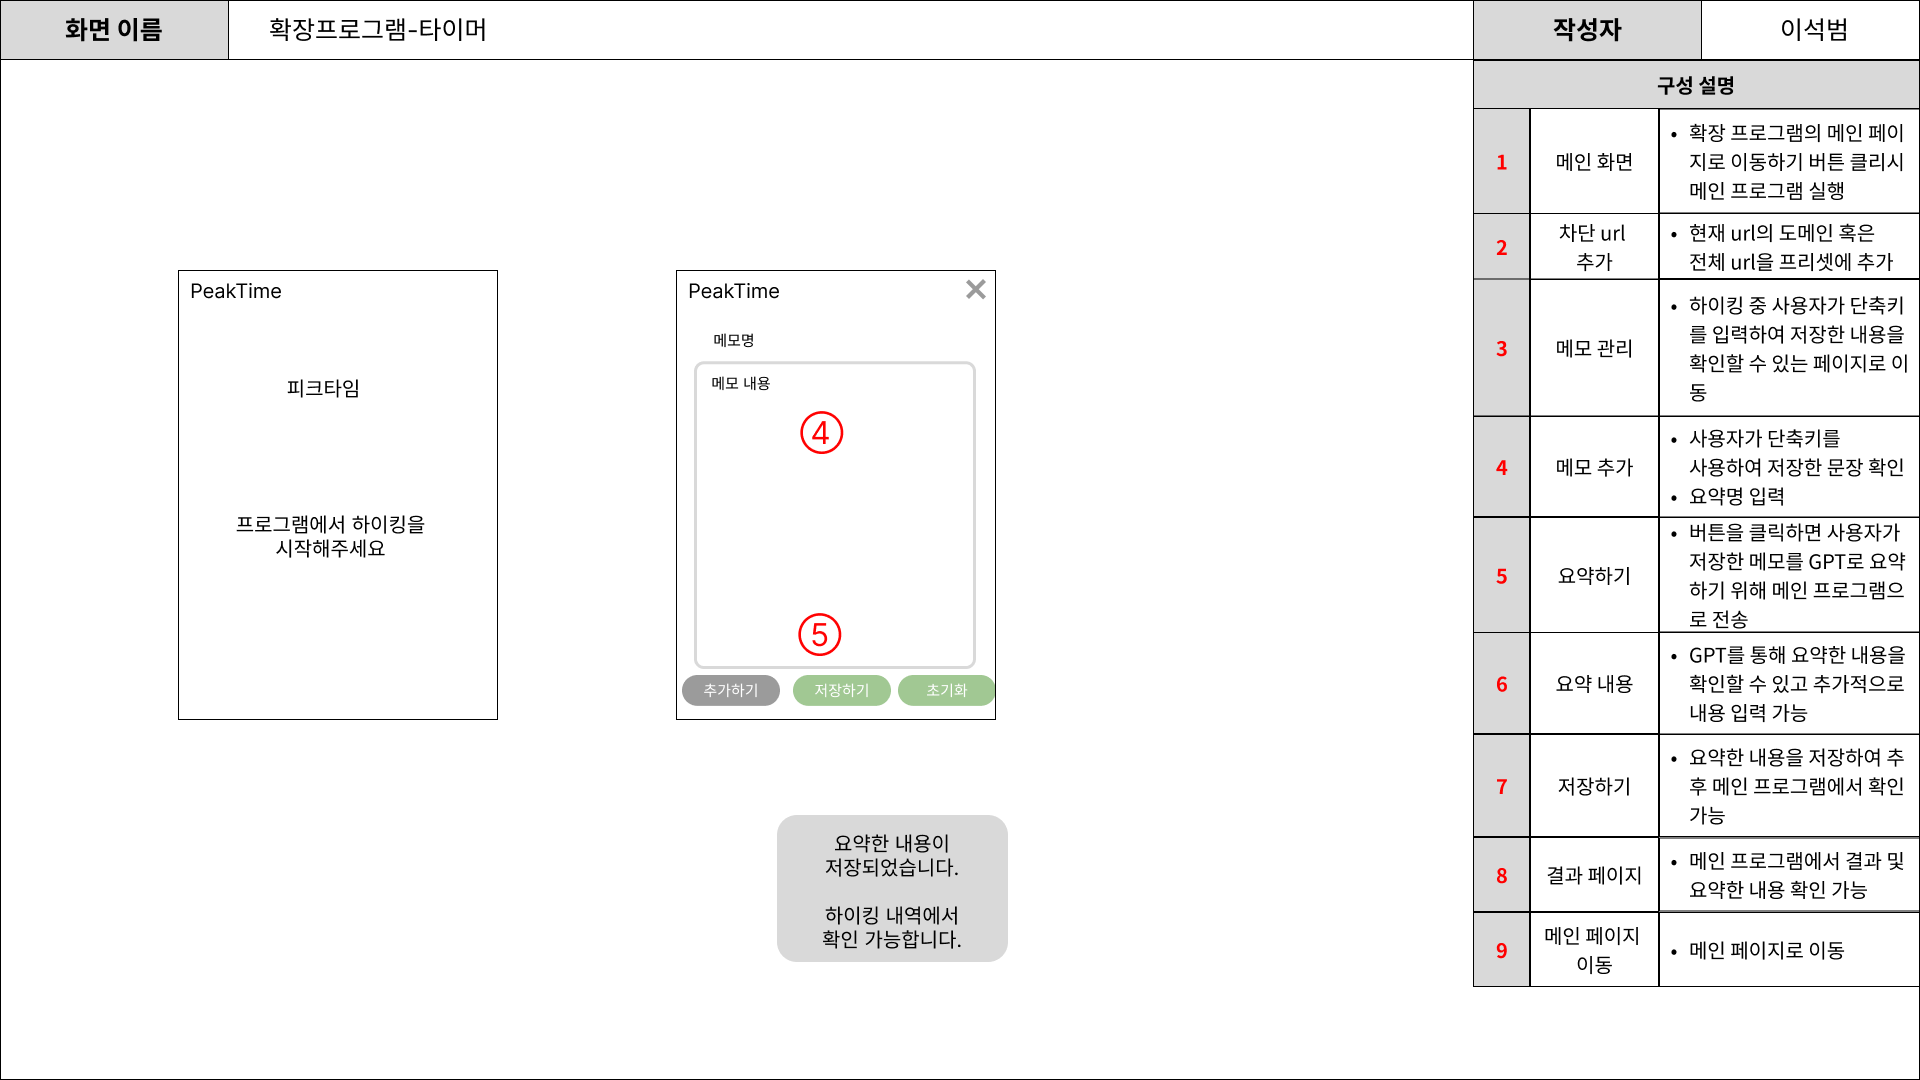 화면 이름
확장프로그램-타이머
작성자
이석범
PeakTime
피크타임
프로그램에서 하이킹을
시작해주세요
PeakTime
✕
메모명
메모 내용
④
⑤
추가하기
저장하기
초기화
요약한 내용이
저장되었습니다.
하이킹 내역에서
확인 가능합니다.
구성 설명
1
메인 화면
• 확장 프로그램의 메인 페이
지로 이동하기 버튼 클리시
메인 프로그램 실행
2
차단 url
추가
• 현재 url의 도메인 혹은
전체 url을 프리셋에 추가
3
메모 관리
• 하이킹 중 사용자가 단축키
를 입력하여 저장한 내용을
확인할 수 있는 페이지로 이
동
4
메모 추가
• 사용자가 단축키를
사용하여 저장한 문장 확인
• 요약명 입력
5
요약하기
• 버튼을 클릭하면 사용자가
저장한 메모를 GPT로 요약
하기 위해 메인 프로그램으
로 전송
6
요약 내용
• GPT를 통해 요약한 내용을
확인할 수 있고 추가적으로
내용 입력 가능
7
저장하기
• 요약한 내용을 저장하여 추
후 메인 프로그램에서 확인
가능
8
결과 페이지
• 메인 프로그램에서 결과 및
요약한 내용 확인 가능
9
메인 페이지
이동
• 메인 페이지로 이동